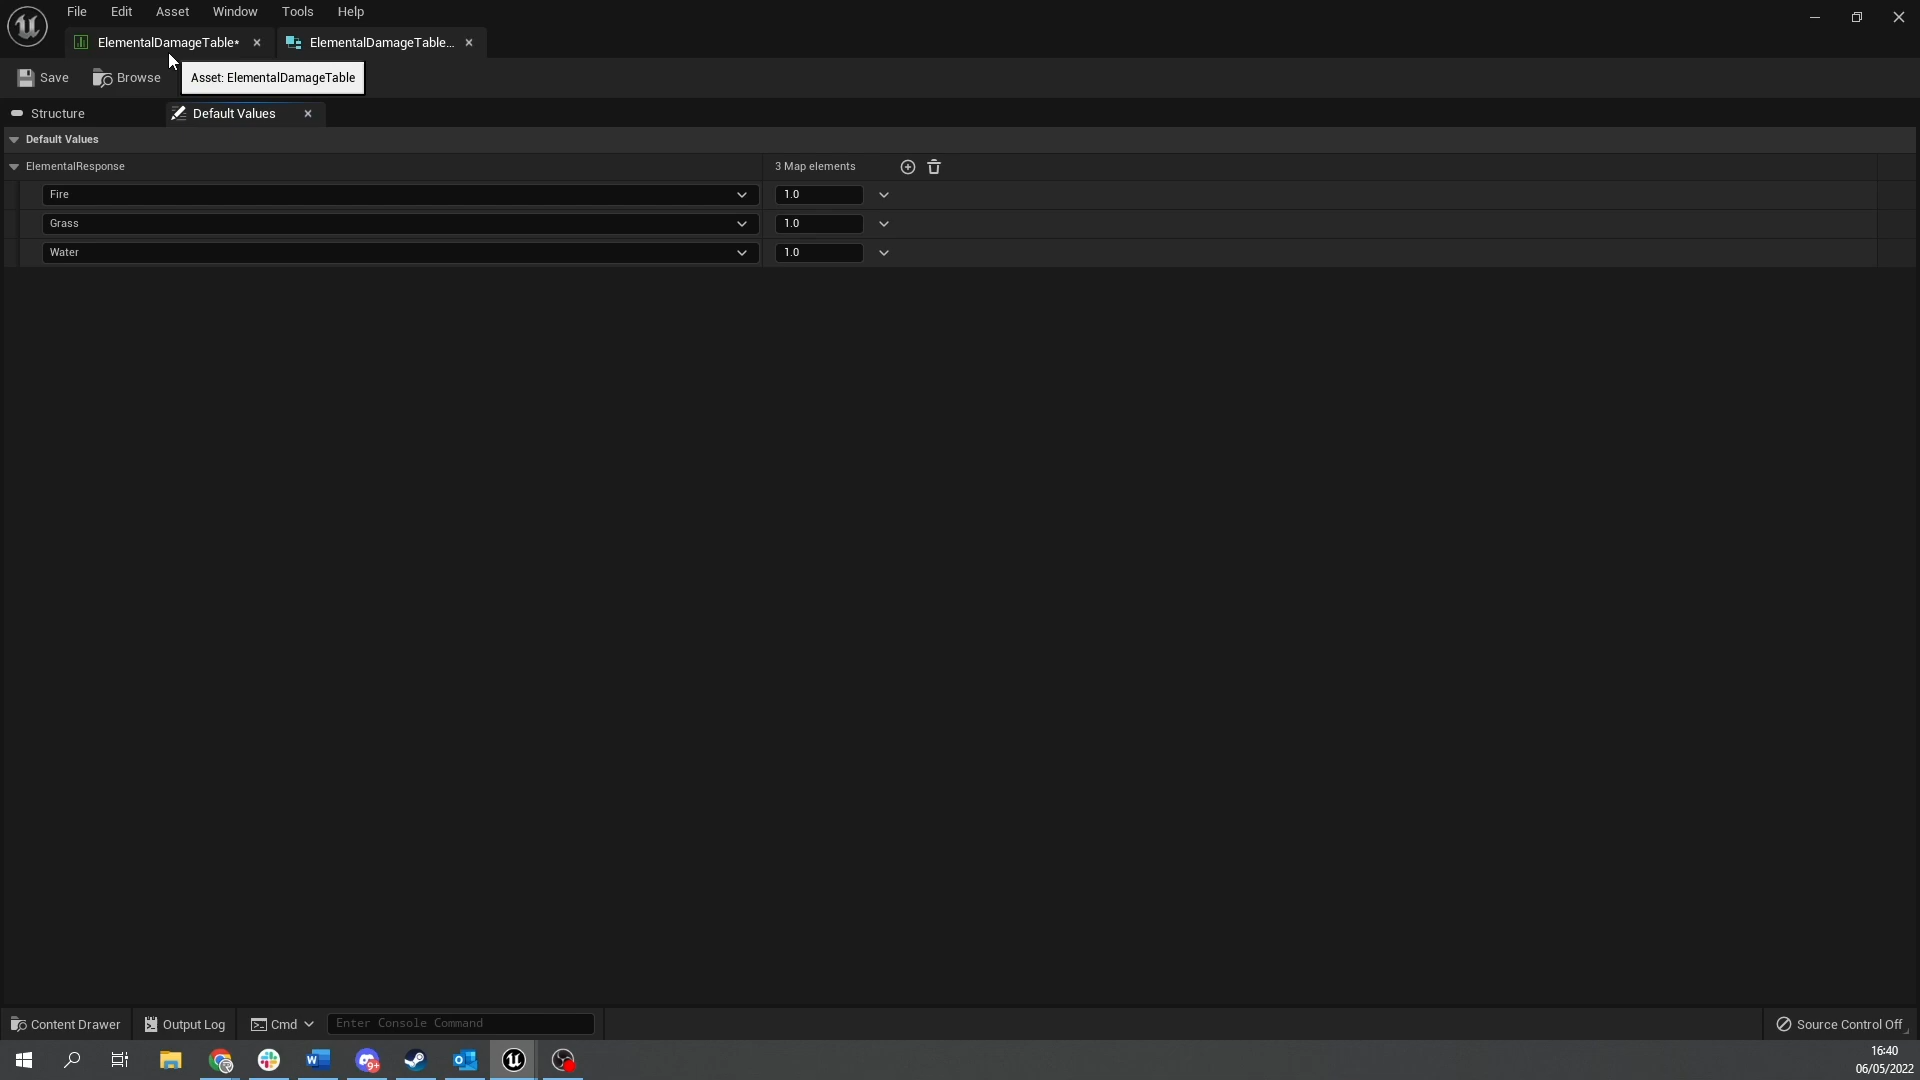 File Edit Asset Window Tools Help
ElementalDamageTable* ElementalDamageTable...
Save Browse Asset: ElementalDamageTable
Structure Default Values
Default Values
ElementalResponse 3 Map elements
Fire 1.0
Grass 1.0
Water 1.0
Content Drawer Output Log Cmd Enter Console Command Source Control Off
16:40
06/05/2022